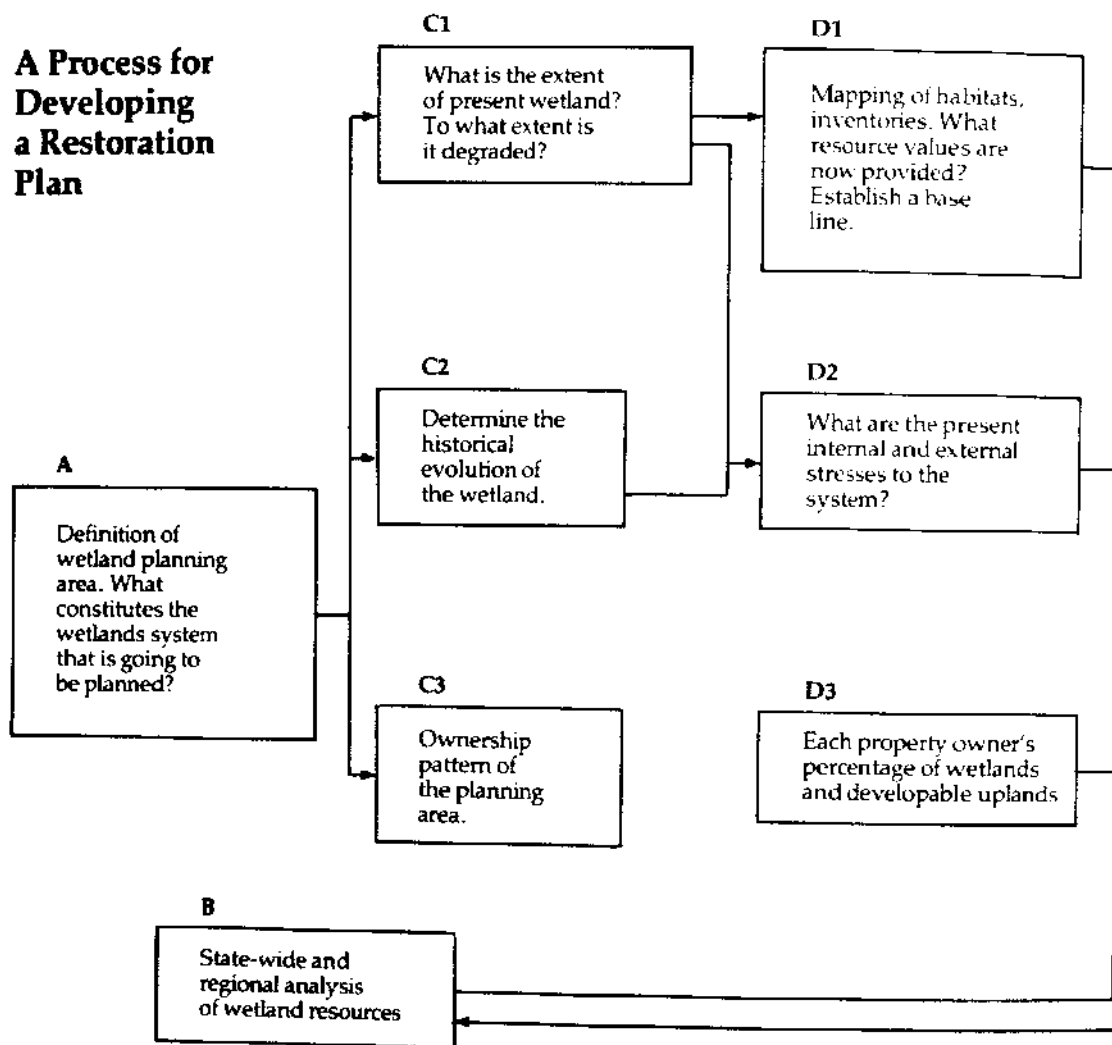 A Process for
Developing
a Restoration
Plan
C1
What is the extent
of present wetland?
To what extent is
it degraded?
D1
Mapping of habitats,
inventories. What
resource values are
now provided?
Establish a base
line.
C2
Determine the
historical
evolution of
the wetland.
D2
What are the present
internal and external
stresses to the
system?
A
Definition of
wetland planning
area. What
constitutes the
wetlands system
that is going to
be planned?
C3
Ownership
pattern of
the planning
area.
D3
Each property owner's
percentage of wetlands
and developable uplands
B
State-wide and
regional analysis
of wetland resources